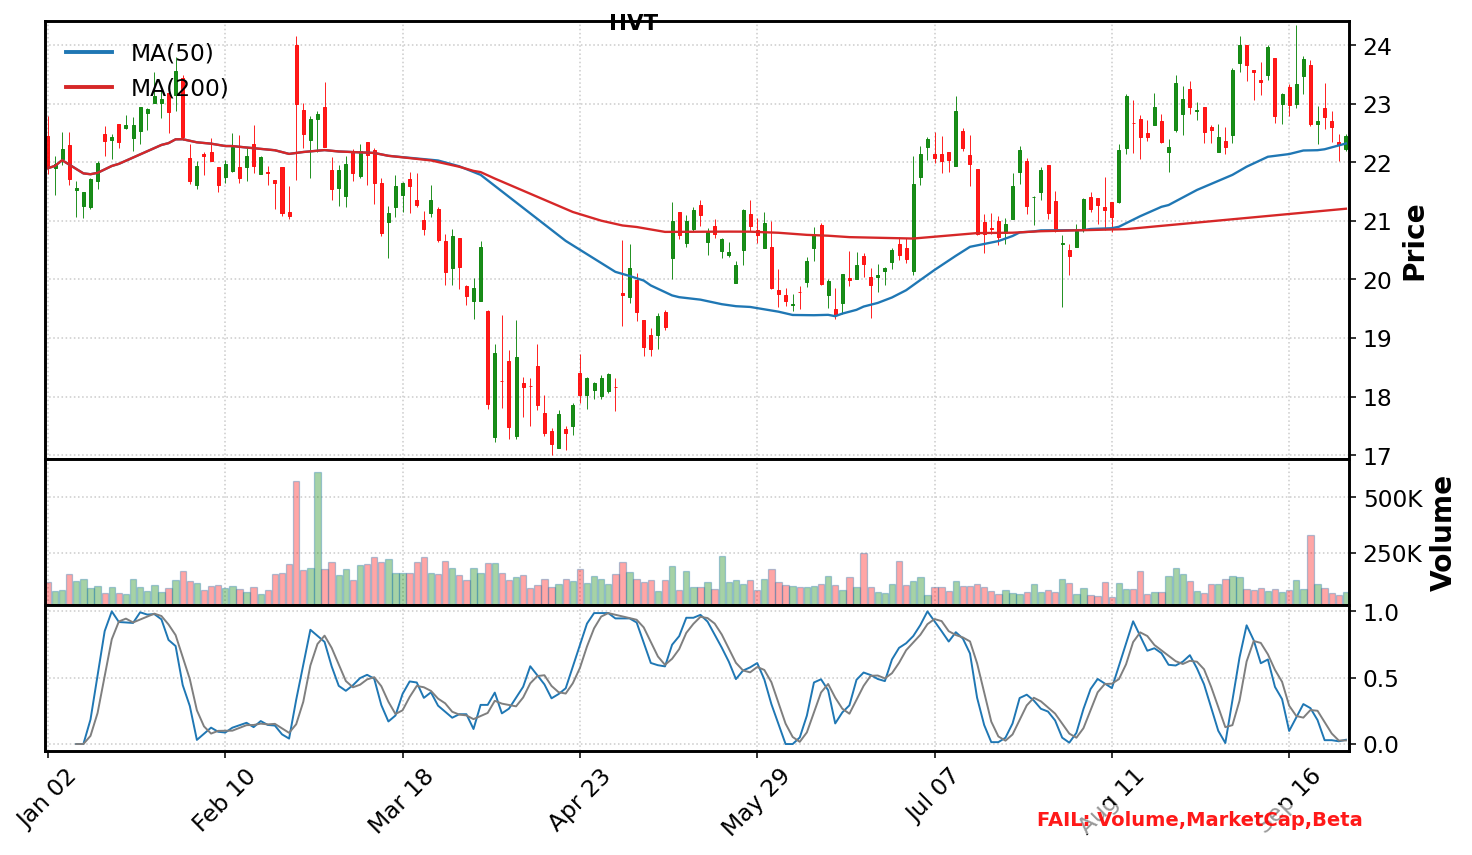 HVT
MA(50)
MA(200)
24
23
22
21
20
19
18
17
Price
500K
250K
Volume
1.0
0.5
0.0
Jan 02
Feb 10
Mar 18
Apr 23
May 29
Jul 07
Aug 11
Sep 16
FAIL: Volume,MarketCap,Beta